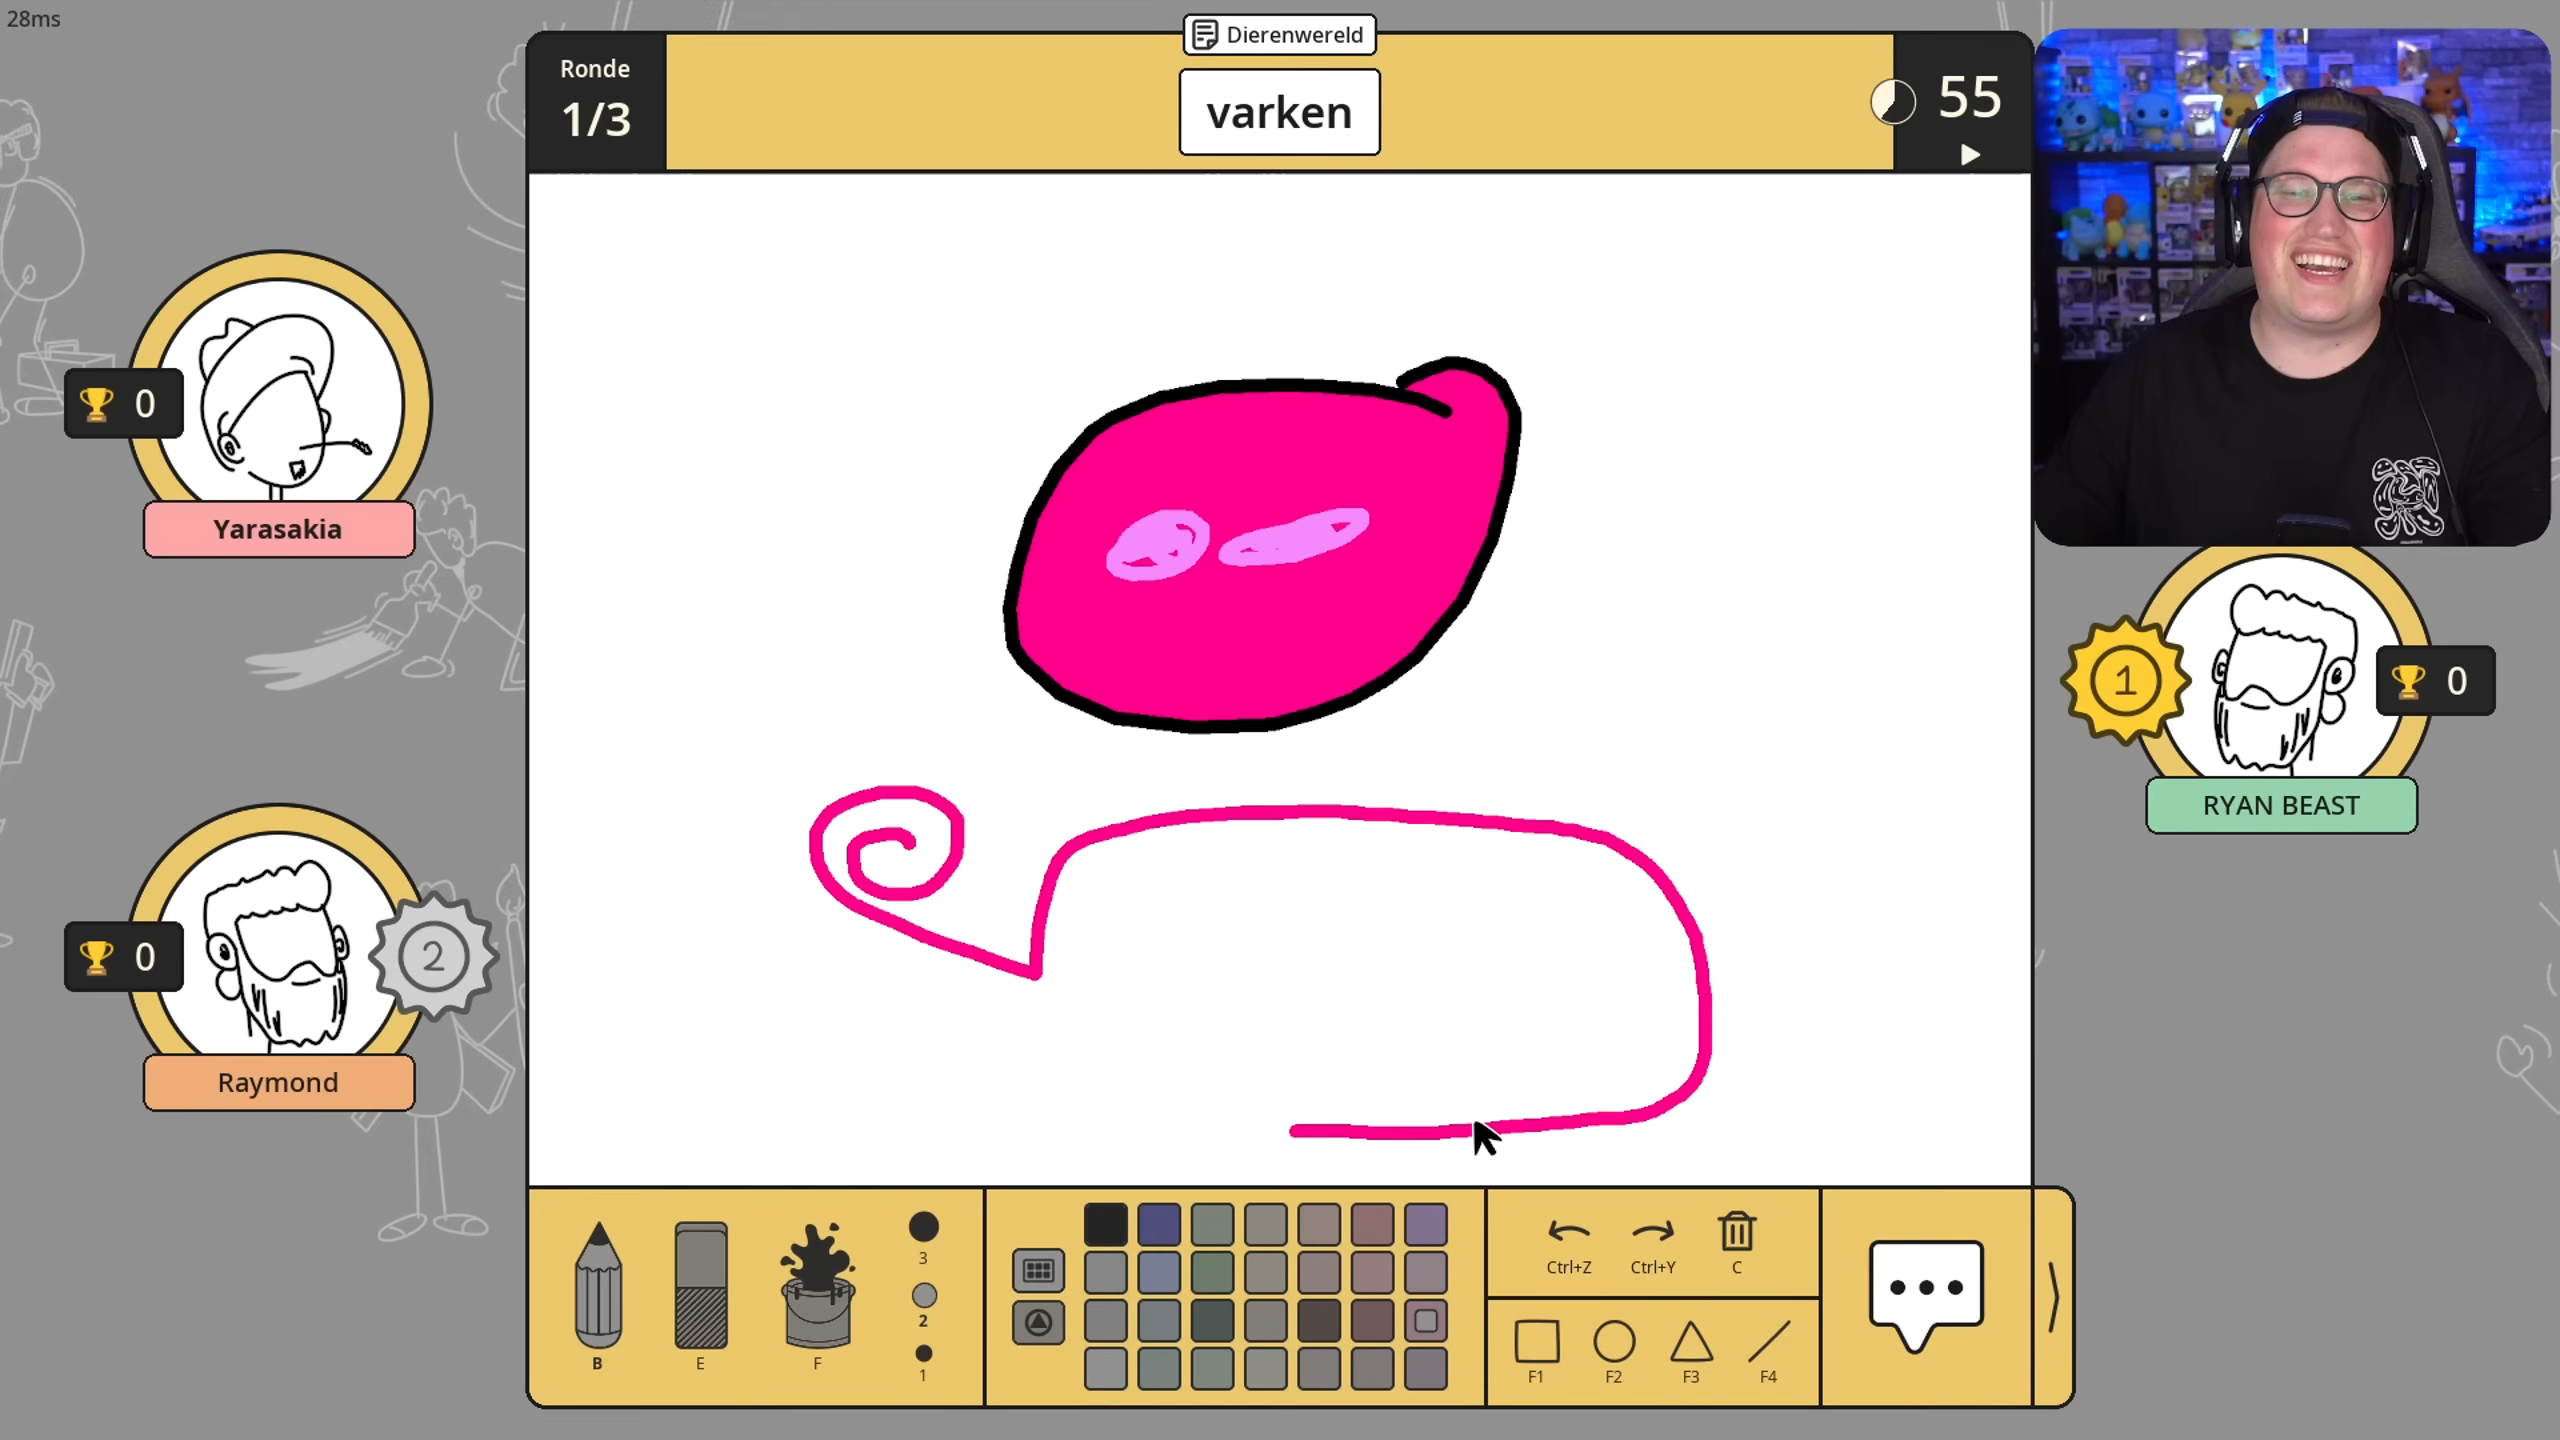 28ms
Ronde
1/3
Dierenwereld
varken
55
0
Yarasakia
0
2
Raymond
1
0
RYAN BEAST
B
E
F
3
2
1
Ctrl+Z
Ctrl+Y
C
F1
F2
F3
F4